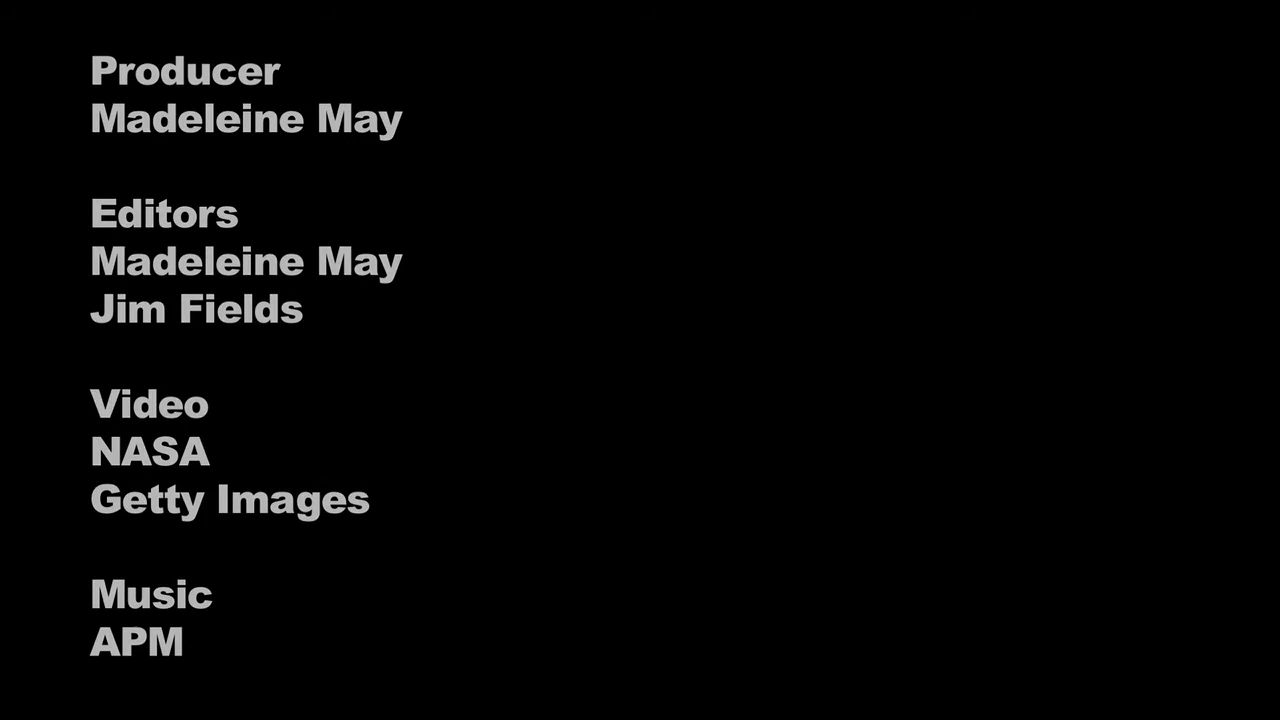 Producer
Madeleine May
Editors
Madeleine May
Jim Fields
Video
NASA
Getty Images
Music
APM